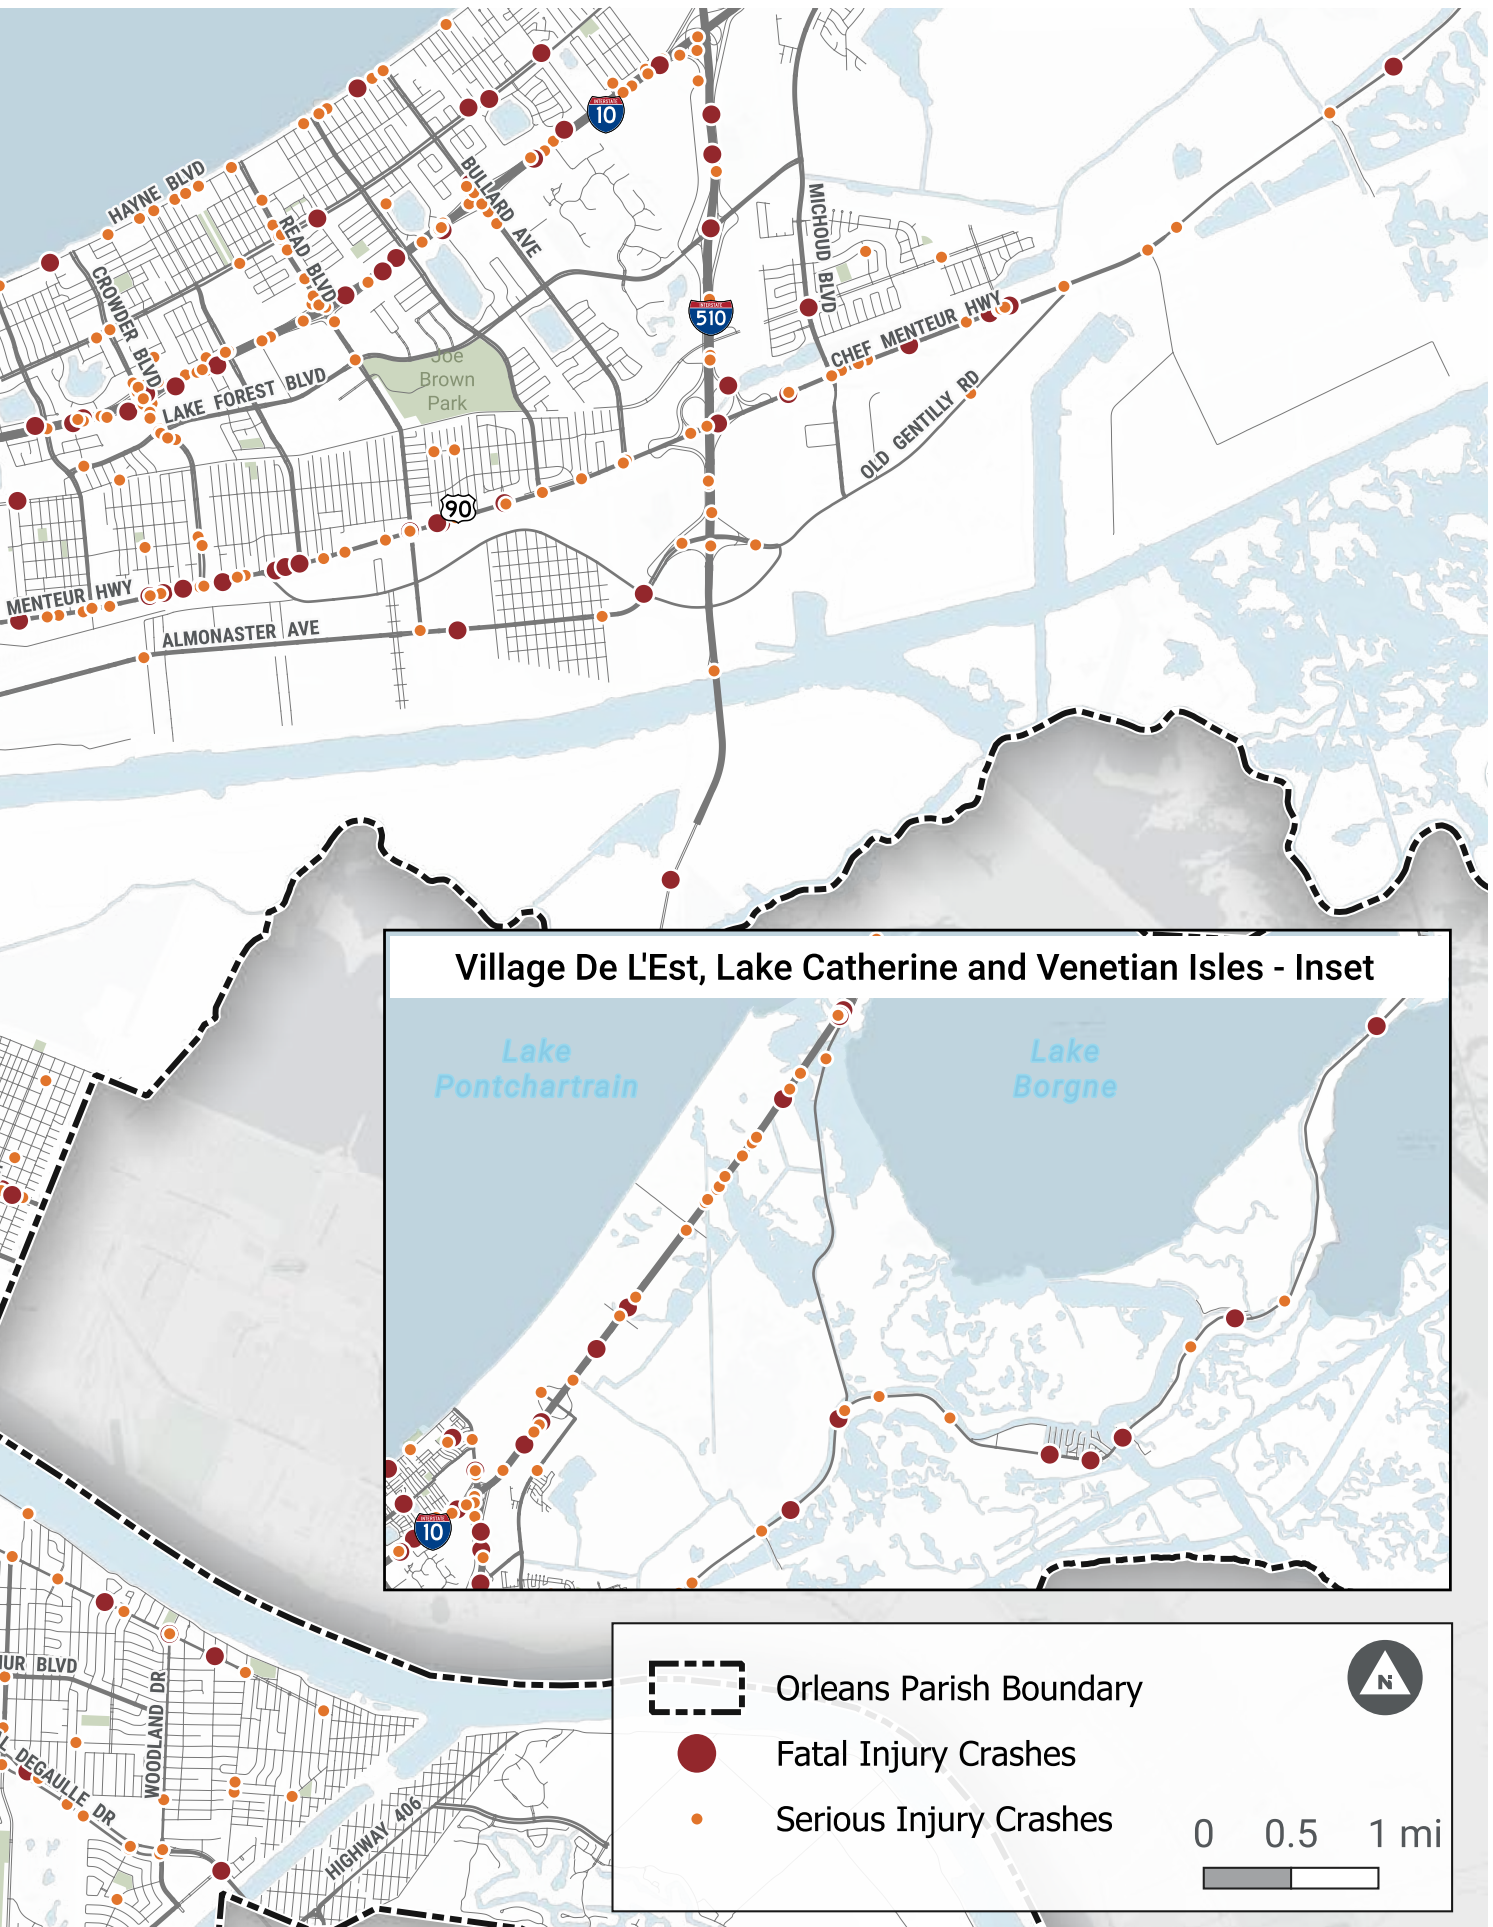 INTERSTATE
10
HAYNE BLVD
BULLARD AVE
READ BLVD
MICHOUD BLVD
CROWDER BLVD
INTERSTATE
510
CHEF MENTEUR HWY
Joe
Brown
Park
LAKE FOREST BLVD
OLD GENTILLY RD
90
MENTEUR HWY
ALMONASTER AVE
Village De L'Est, Lake Catherine and Venetian Isles - Inset
Lake
Pontchartrain
Lake
Borgne
INTERSTATE
10
BLVD
WOODLAND DR
DEGAULLE DR
HIGHWAY 406
Orleans Parish Boundary
N
Fatal Injury Crashes
Serious Injury Crashes
0 0.5 1 mi